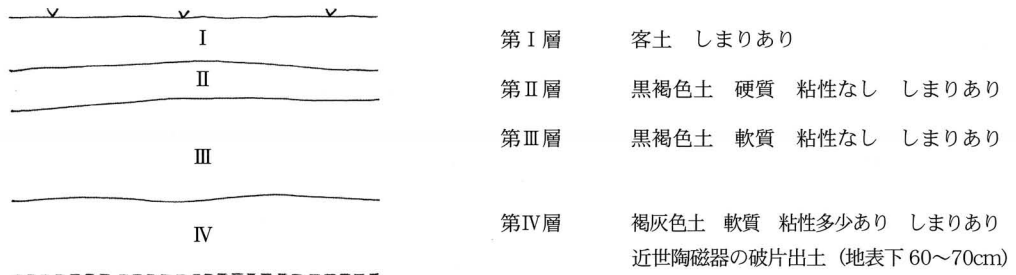 Ⅰ
Ⅱ
Ⅲ
Ⅳ
第Ⅰ層 客土 しまりあり
第Ⅱ層 黒褐色土 硬質 粘性なし しまりあり
第Ⅲ層 黒褐色土 軟質 粘性なし しまりあり
第Ⅳ層 褐灰色土 軟質 粘性多少あり しまりあり
近世陶磁器の破片出土（地表下 60～70cm）